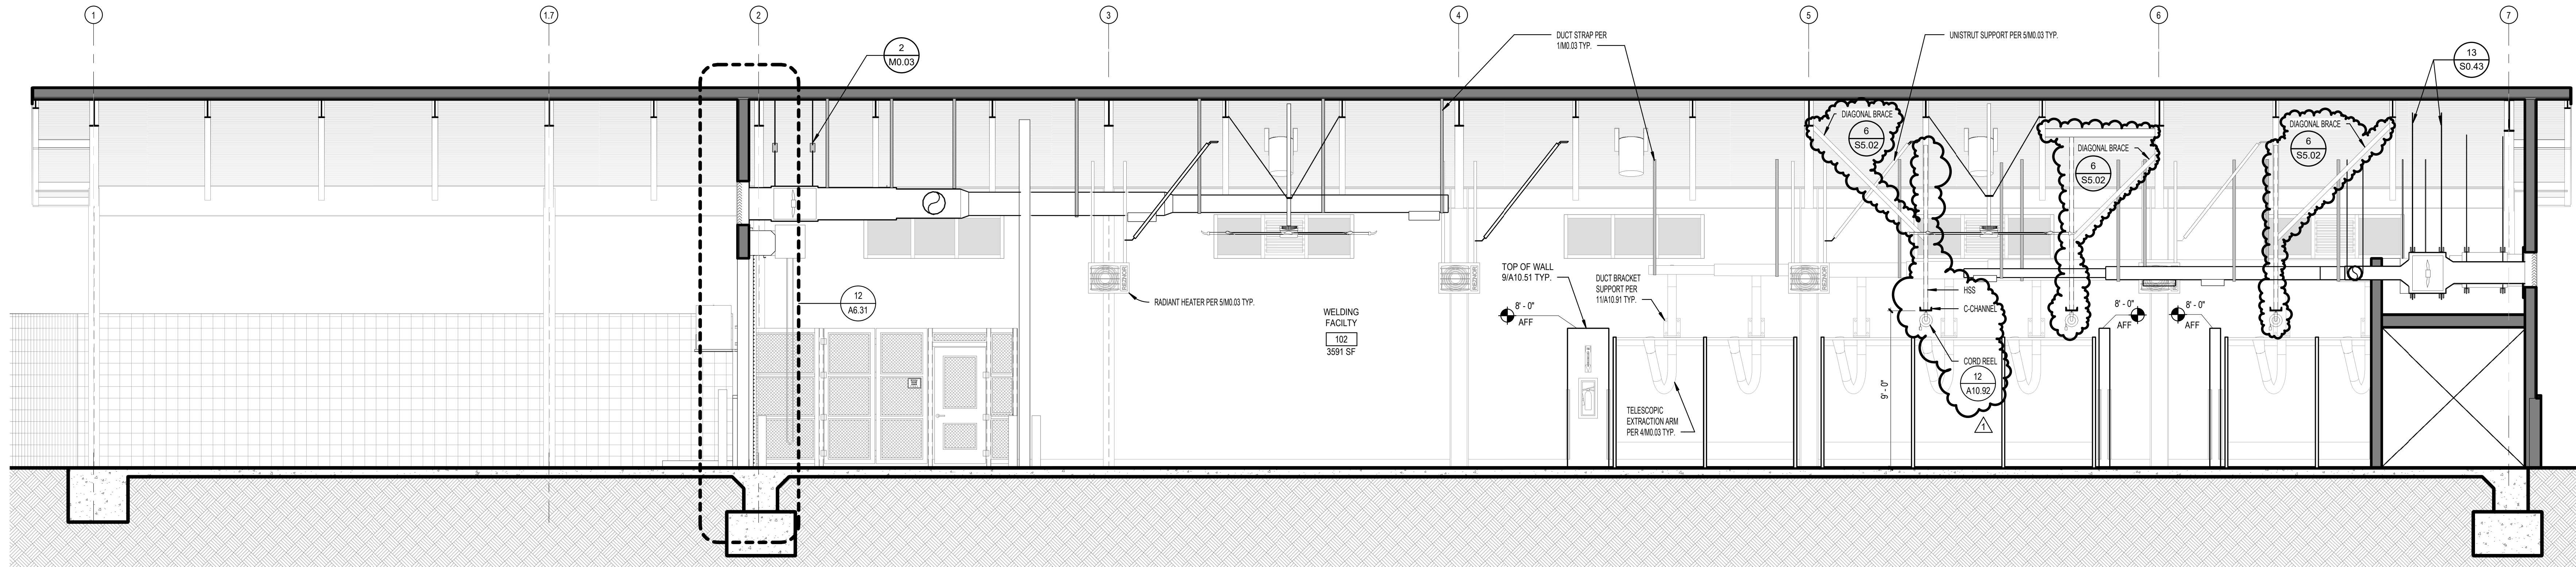 1
1.7
2
3
4
5
6
7
2
M0.03
DUCT STRAP PER
1/M0.03 TYP.
UNISTRUT SUPPORT PER 5/M0.03 TYP.
13
S0.43
DIAGONAL BRACE
6
S5.02
DIAGONAL BRACE
6
S5.02
DIAGONAL BRACE
6
S5.02
12
A6.31
REZNOR
RADIANT HEATER PER 5/M0.03 TYP.
REZNOR
REZNOR
WELDING
FACILTY
102
3591 SF
TOP OF WALL
9/A10.51 TYP.
8' - 0"
AFF
DUCT BRACKET
SUPPORT PER
11/A10.91 TYP.
HSS
C-CHANNEL
8' - 0"
AFF
8' - 0"
AFF
CORD REEL
12
A10.92
9' - 0"
1
TELESCOPIC
EXTRACTION ARM
PER 4/M0.03 TYP.